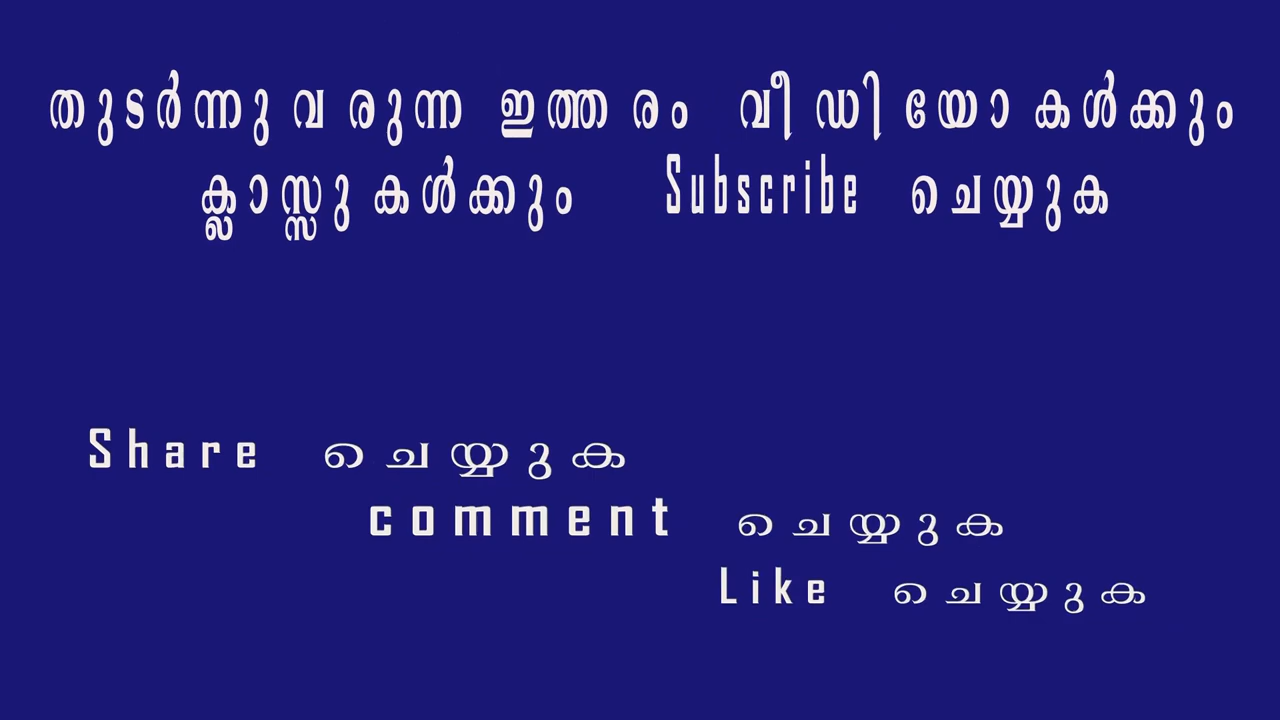 തുടർന്നുവരുന്ന ഇത്തരം വീഡിയോകൾക്കും
ക്ലാസ്സുകൾക്കും Subscribe ചെയ്യുക
Share ചെയ്യുക
comment ചെയ്യുക
Like ചെയ്യുക